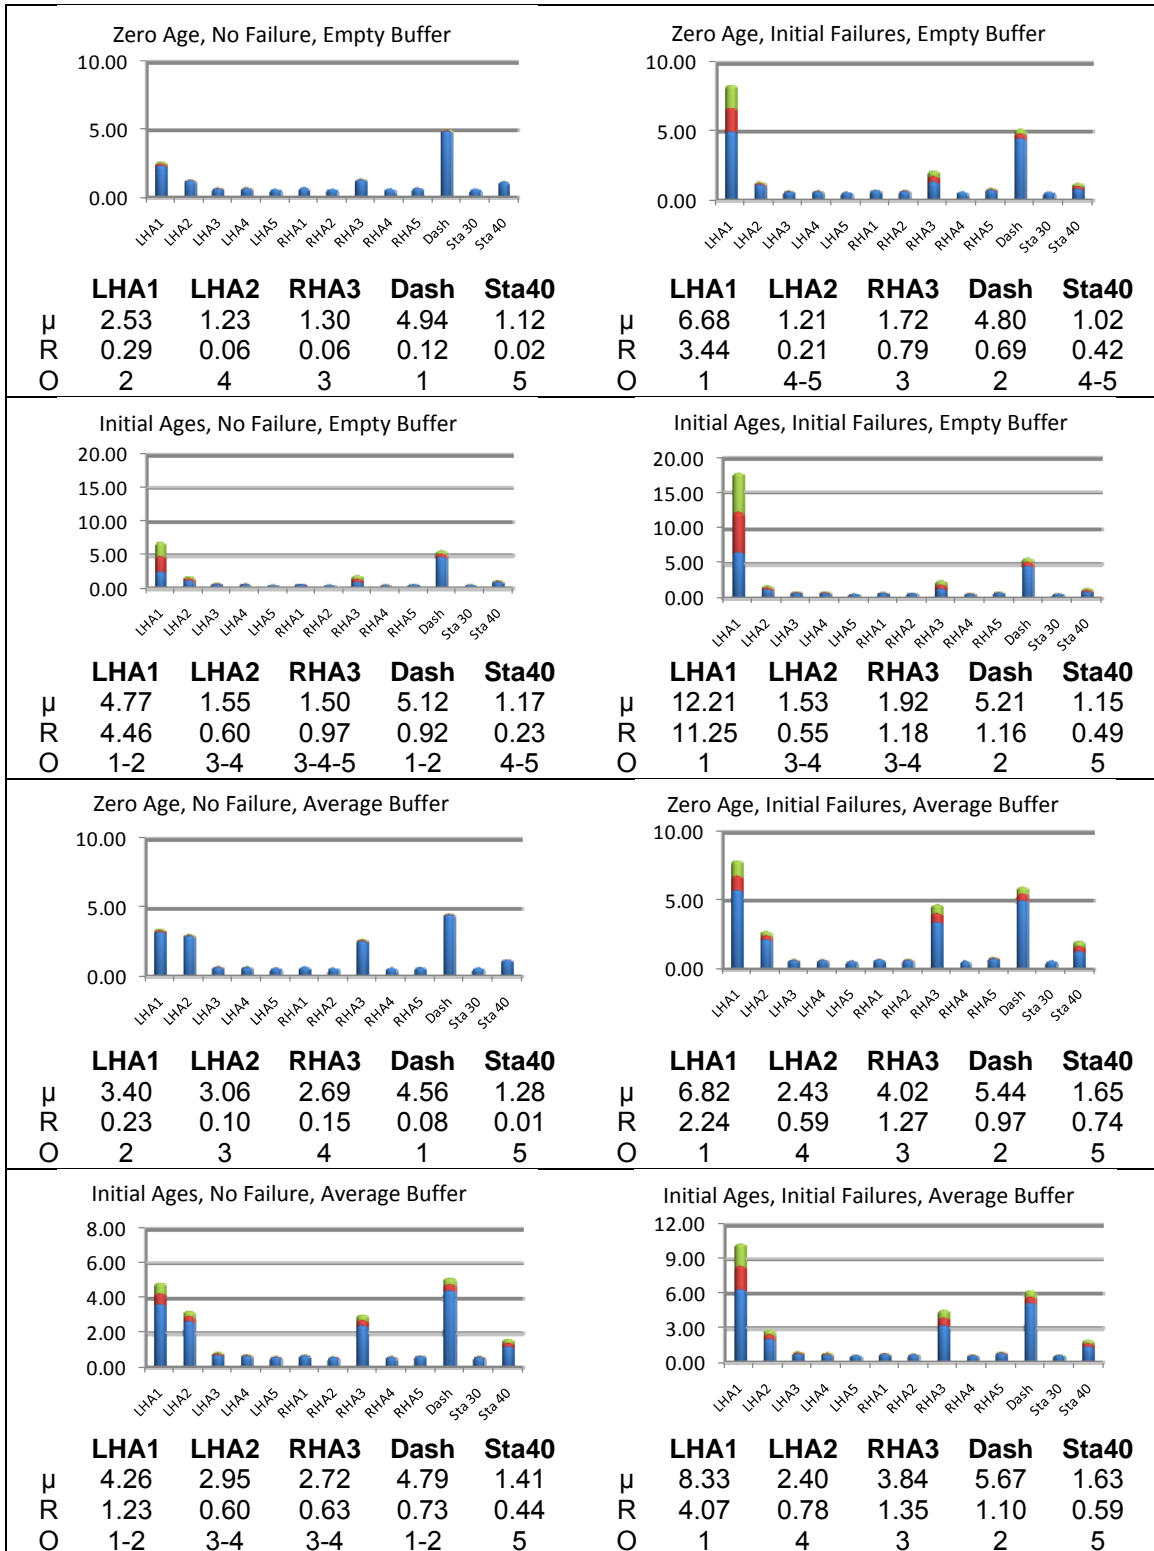 Zero Age, No Failure, Empty Buffer
10.00
5.00
0.00
LHA1 LHA2 LHA3 LHA4 LHA5 RHA1 RHA2 RHA3 RHA4 RHA5 Dash Sta 30 Sta 40
LHA1 LHA2 RHA3 Dash Sta40
µ 2.53 1.23 1.30 4.94 1.12
R 0.29 0.06 0.06 0.12 0.02
O 2 4 3 1 5
Zero Age, Initial Failures, Empty Buffer
10.00
5.00
0.00
LHA1 LHA2 LHA3 LHA4 LHA5 RHA1 RHA2 RHA3 RHA4 RHA5 Dash Sta 30 Sta 40
LHA1 LHA2 RHA3 Dash Sta40
µ 6.68 1.21 1.72 4.80 1.02
R 3.44 0.21 0.79 0.69 0.42
O 1 4-5 3 2 4-5
Initial Ages, No Failure, Empty Buffer
20.00
15.00
10.00
5.00
0.00
LHA1 LHA2 LHA3 LHA4 LHA5 RHA1 RHA2 RHA3 RHA4 RHA5 Dash Sta 30 Sta 40
LHA1 LHA2 RHA3 Dash Sta40
µ 4.77 1.55 1.50 5.12 1.17
R 4.46 0.60 0.97 0.92 0.23
O 1-2 3-4 3-4-5 1-2 4-5
Initial Ages, Initial Failures, Empty Buffer
20.00
15.00
10.00
5.00
0.00
LHA1 LHA2 LHA3 LHA4 LHA5 RHA1 RHA2 RHA3 RHA4 RHA5 Dash Sta 30 Sta 40
LHA1 LHA2 RHA3 Dash Sta40
µ 12.21 1.53 1.92 5.21 1.15
R 11.25 0.55 1.18 1.16 0.49
O 1 3-4 3-4 2 5
Zero Age, No Failure, Average Buffer
10.00
5.00
0.00
LHA1 LHA2 LHA3 LHA4 LHA5 RHA1 RHA2 RHA3 RHA4 RHA5 Dash Sta 30 Sta 40
LHA1 LHA2 RHA3 Dash Sta40
µ 3.40 3.06 2.69 4.56 1.28
R 0.23 0.10 0.15 0.08 0.01
O 2 3 4 1 5
Zero Age, Initial Failures, Average Buffer
10.00
5.00
0.00
LHA1 LHA2 LHA3 LHA4 LHA5 RHA1 RHA2 RHA3 RHA4 RHA5 Dash Sta 30 Sta 40
LHA1 LHA2 RHA3 Dash Sta40
µ 6.82 2.43 4.02 5.44 1.65
R 2.24 0.59 1.27 0.97 0.74
O 1 4 3 2 5
Initial Ages, No Failure, Average Buffer
8.00
6.00
4.00
2.00
0.00
LHA1 LHA2 LHA3 LHA4 LHA5 RHA1 RHA2 RHA3 RHA4 RHA5 Dash Sta 30 Sta 40
LHA1 LHA2 RHA3 Dash Sta40
µ 4.26 2.95 2.72 4.79 1.41
R 1.23 0.60 0.63 0.73 0.44
O 1-2 3-4 3-4 1-2 5
Initial Ages, Initial Failures, Average Buffer
12.00
9.00
6.00
3.00
0.00
LHA1 LHA2 LHA3 LHA4 LHA5 RHA1 RHA2 RHA3 RHA4 RHA5 Dash Sta 30 Sta 40
LHA1 LHA2 RHA3 Dash Sta40
µ 8.33 2.40 3.84 5.67 1.63
R 4.07 0.78 1.35 1.10 0.59
O 1 4 3 2 5